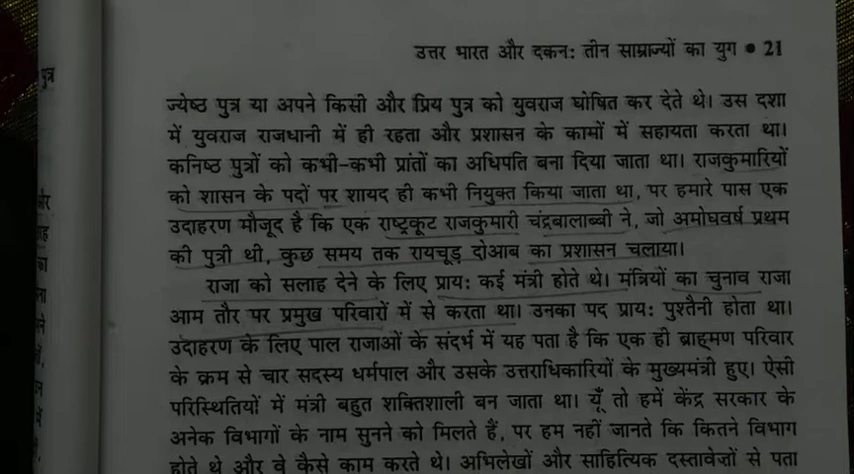 उत्तर भारत और दकन: तीन साम्राज्यों का युग ● 21
ज्येष्ठ पुत्र या अपने किसी और प्रिय पुत्र को युवराज घोषित कर देते थे। उस दशा
में युवराज राजधानी में ही रहता और प्रशासन के कामों में सहायता करता था।
कनिष्ठ पुत्रों को कभी-कभी प्रांतों का अधिपति बना दिया जाता था। राजकुमारियों
को शासन के पदों पर शायद ही कभी नियुक्त किया जाता था, पर हमारे पास एक
उदाहरण मौजूद है कि एक राष्ट्रकूट राजकुमारी चंद्रबालाब्बी ने, जो अमोघवर्ष प्रथम
की पुत्री थी, कुछ समय तक रायचूड़ दोआब का प्रशासन चलाया।
राजा को सलाह देने के लिए प्राय: कई मंत्री होते थे। मंत्रियों का चुनाव राजा
आम तौर पर प्रमुख परिवारों में से करता था। उनका पद प्राय: पुश्तैनी होता था।
उदाहरण के लिए पाल राजाओं के संदर्भ में यह पता है कि एक ही ब्राह्मण परिवार
के क्रम से चार सदस्य धर्मपाल और उसके उत्तराधिकारियों के मुख्यमंत्री हुए। ऐसी
परिस्थितियों में मंत्री बहुत शक्तिशाली बन जाता था। यूँ तो हमें केंद्र सरकार के
अनेक विभागों के नाम सुनने को मिलते हैं, पर हम नहीं जानते कि कितने विभाग
होते थे और वे कैसे काम करते थे। अभिलेखों और साहित्यिक दस्तावेजों से पता
पुत्र